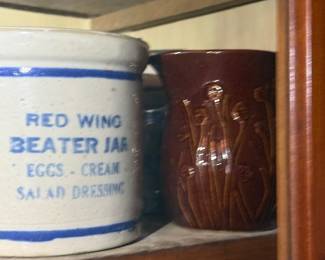 RED WING
BEATER JAR
EGGS - CREAM
SALAD DRESSING